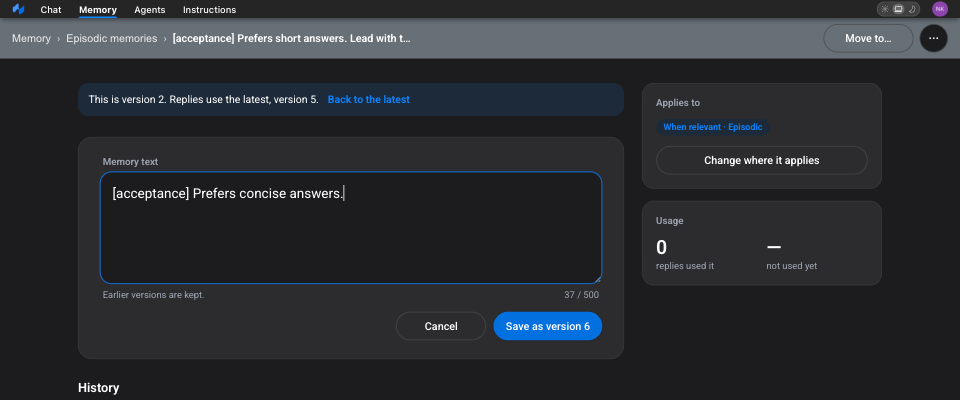 Chat Memory Agents Instructions NK
Memory › Episodic memories › [acceptance] Prefers short answers. Lead with t... Move to... ...
This is version 2. Replies use the latest, version 5. Back to the latest
Applies to
When relevant · Episodic
Change where it applies
Memory text
[acceptance] Prefers concise answers.
Earlier versions are kept. 37 / 500
Cancel Save as version 6
Usage
0 —
replies used it not used yet
History